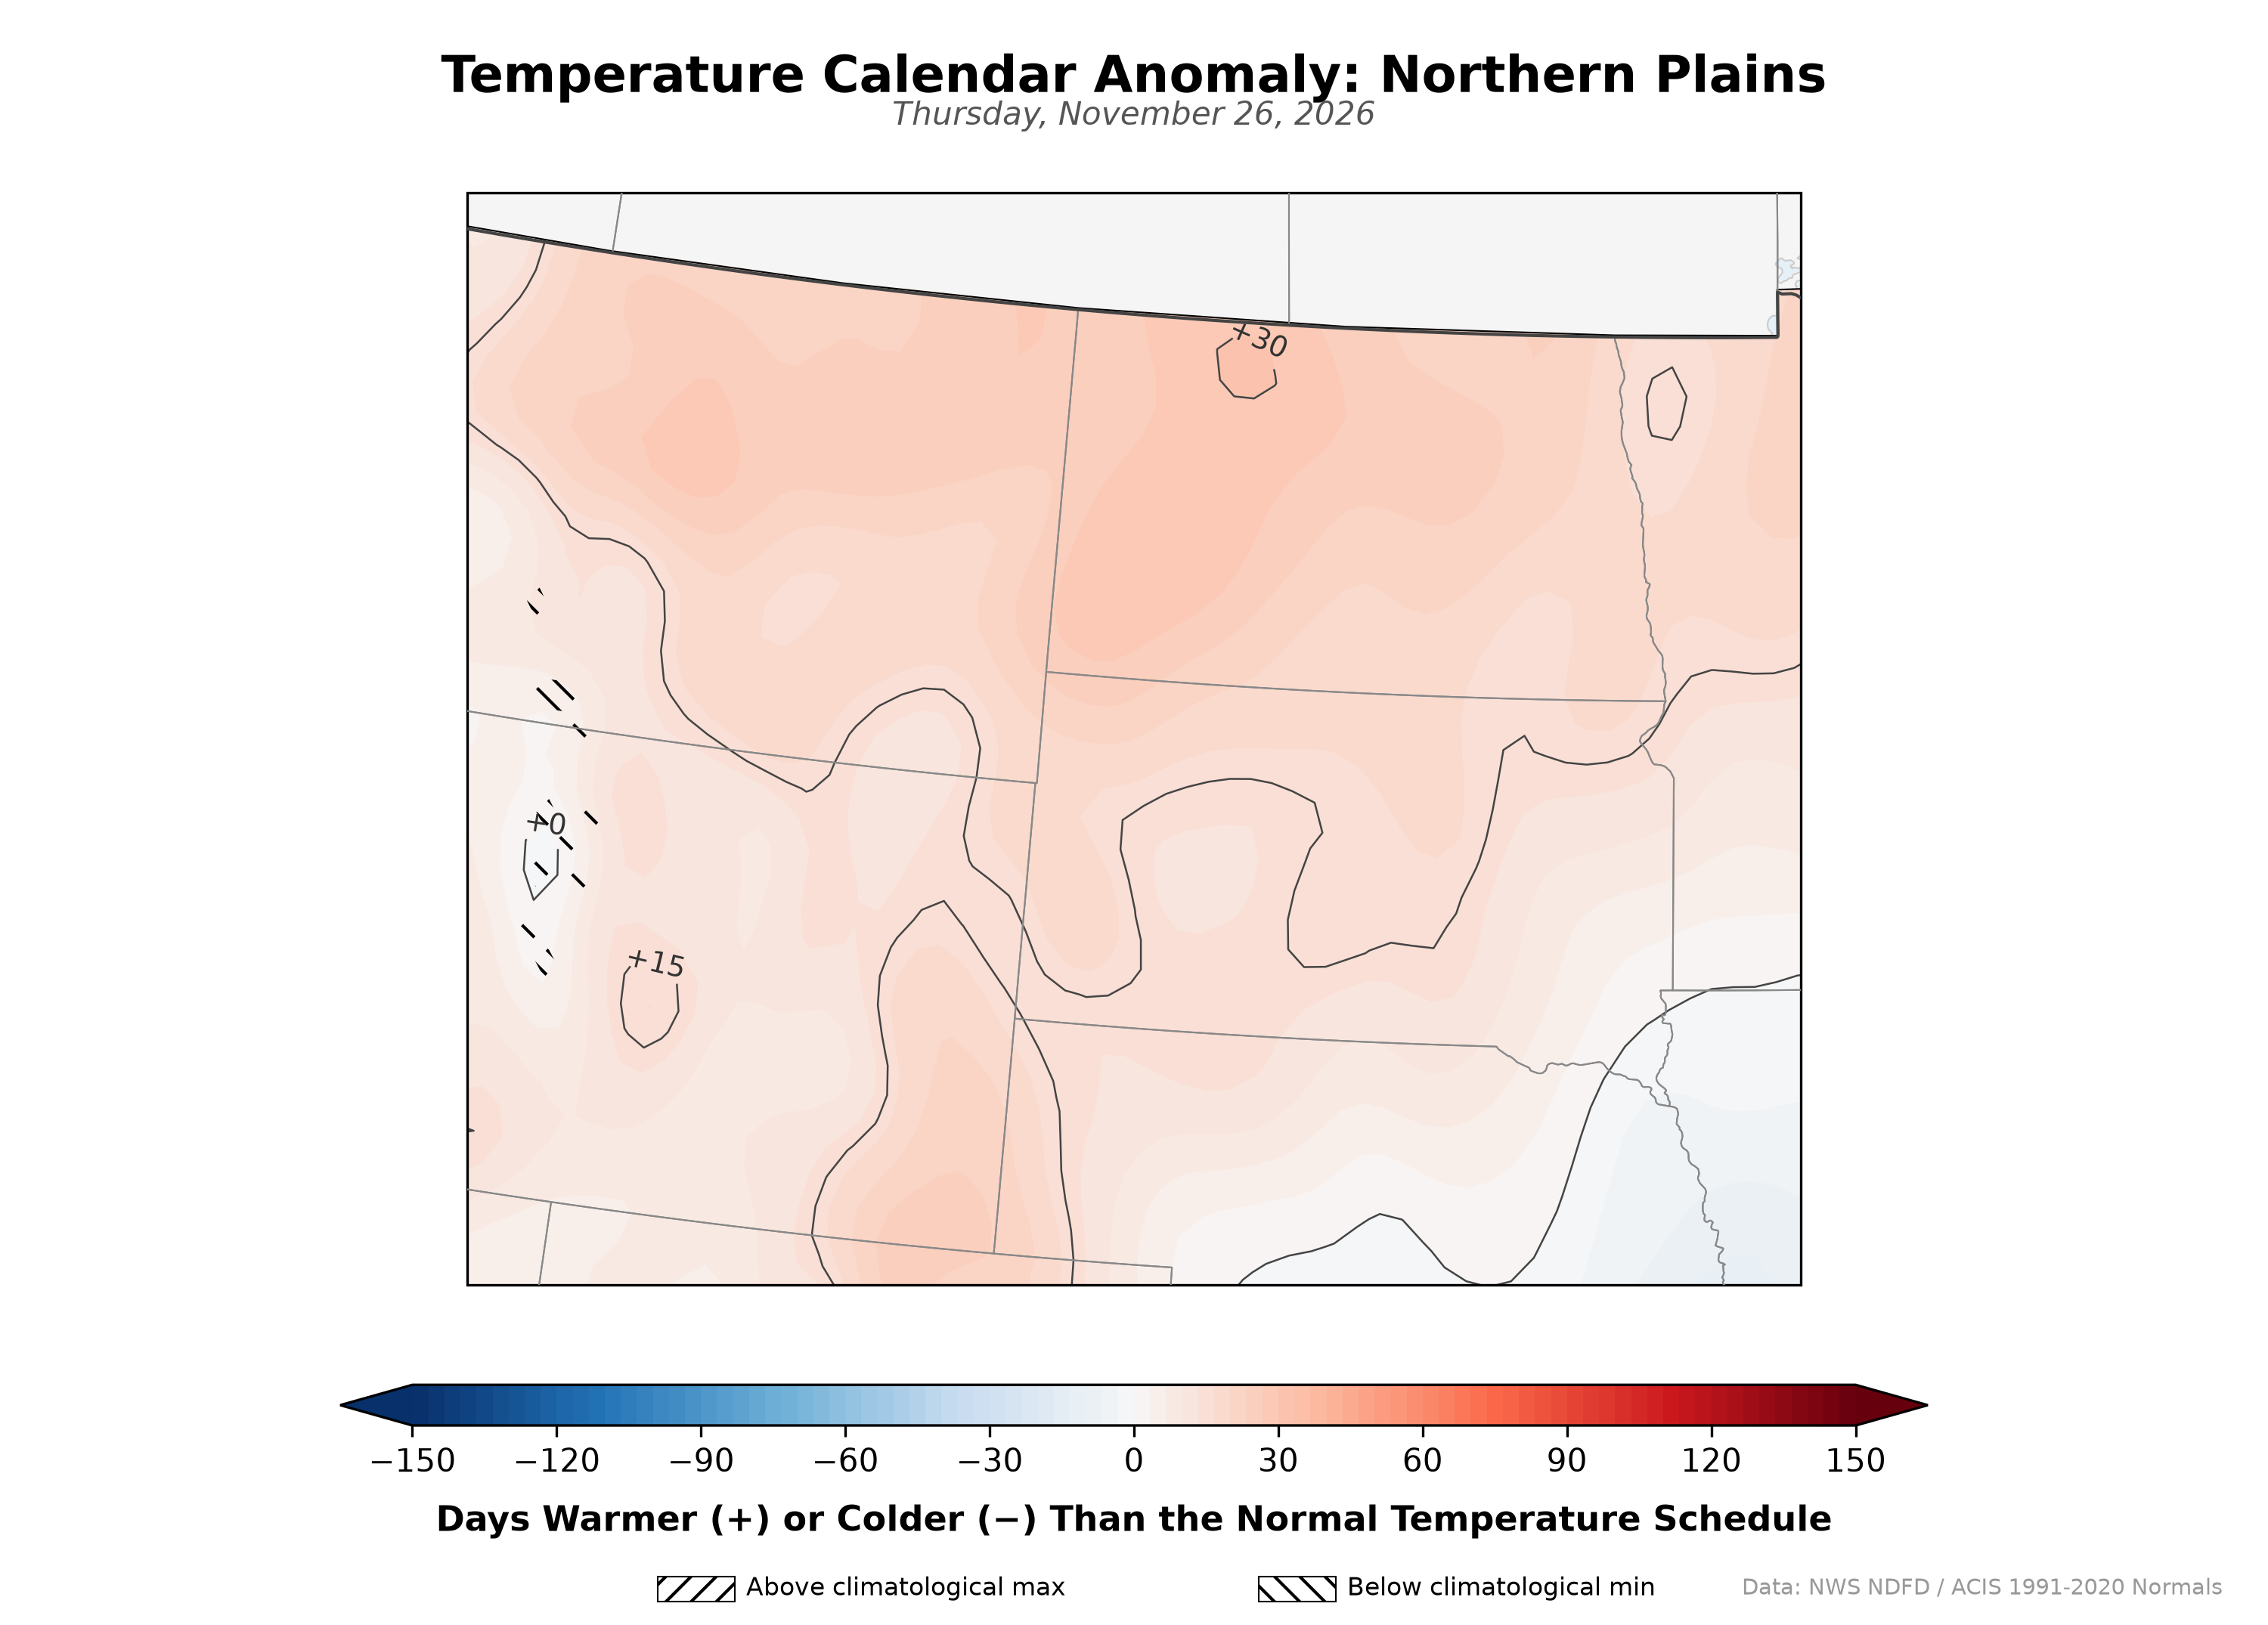 Temperature Calendar Anomaly: Northern Plains
Thursday, November 26, 2026
+30
+0
+15
−150 −120 −90 −60 −30 0 30 60 90 120 150
Days Warmer (+) or Colder (−) Than the Normal Temperature Schedule
Above climatological max
Below climatological min
Data: NWS NDFD / ACIS 1991-2020 Normals